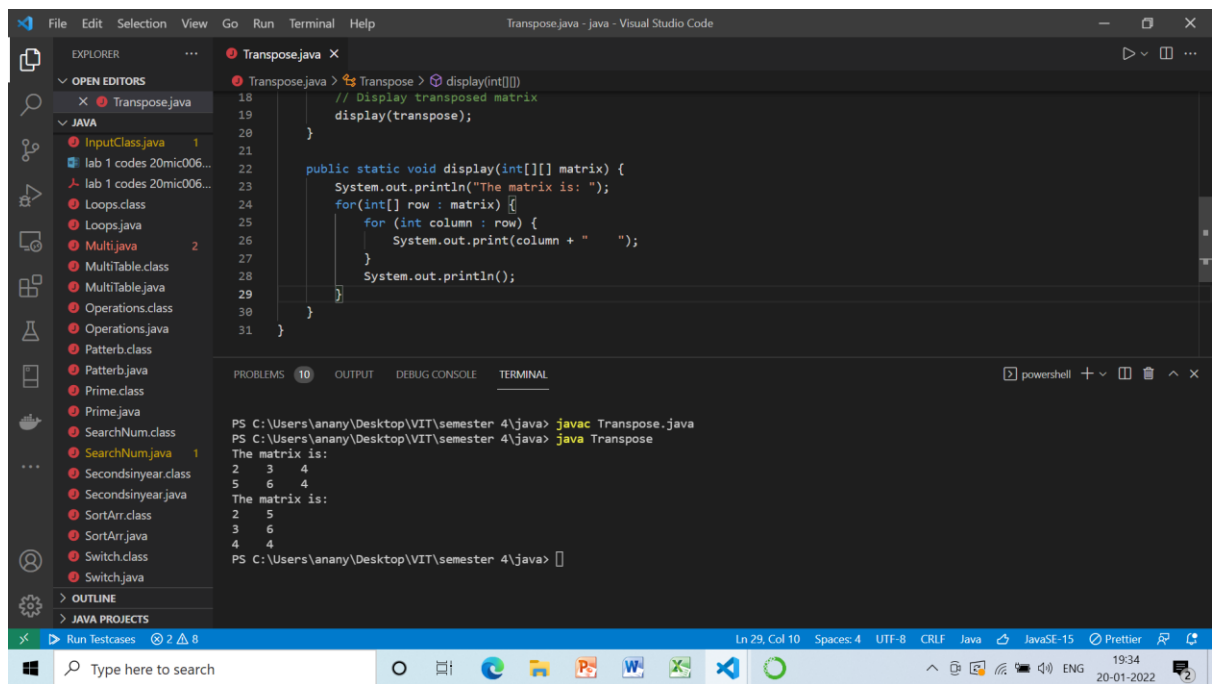 File Edit Selection View Go Run Terminal Help Transpose.java - java - Visual Studio Code
EXPLORER
OPEN EDITORS
Transpose.java
JAVA
InputClass.java 1
lab 1 codes 20mic006...
lab 1 codes 20mic006...
Loops.class
Loops.java
Multi.java 2
MultiTable.class
MultiTable.java
Operations.class
Operations.java
Patterb.class
Patterb.java
Prime.class
Prime.java
SearchNum.class
SearchNum.java 1
Secondsinyear.class
Secondsinyear.java
SortArr.class
SortArr.java
Switch.class
Switch.java
OUTLINE
JAVA PROJECTS
Transpose.java
Transpose.java > Transpose > display(int[][])
18 // Display transposed matrix
19 display(transpose);
20 }
21
22 public static void display(int[][] matrix) {
23 System.out.println("The matrix is: ");
24 for(int[] row : matrix) {
25 for (int column : row) {
26 System.out.print(column + "    ");
27 }
28 System.out.println();
29 }
30 }
31 }
PROBLEMS 10 OUTPUT DEBUG CONSOLE TERMINAL powershell
PS C:\Users\anany\Desktop\VIT\semester 4\java> javac Transpose.java
PS C:\Users\anany\Desktop\VIT\semester 4\java> java Transpose
The matrix is:
2 3 4
5 6 4
The matrix is:
2 5
3 6
4 4
PS C:\Users\anany\Desktop\VIT\semester 4\java>
Run Testcases 2 8 Ln 29, Col 10 Spaces: 4 UTF-8 CRLF Java JavaSE-15 Prettier
Type here to search ENG 19:34
20-01-2022 2